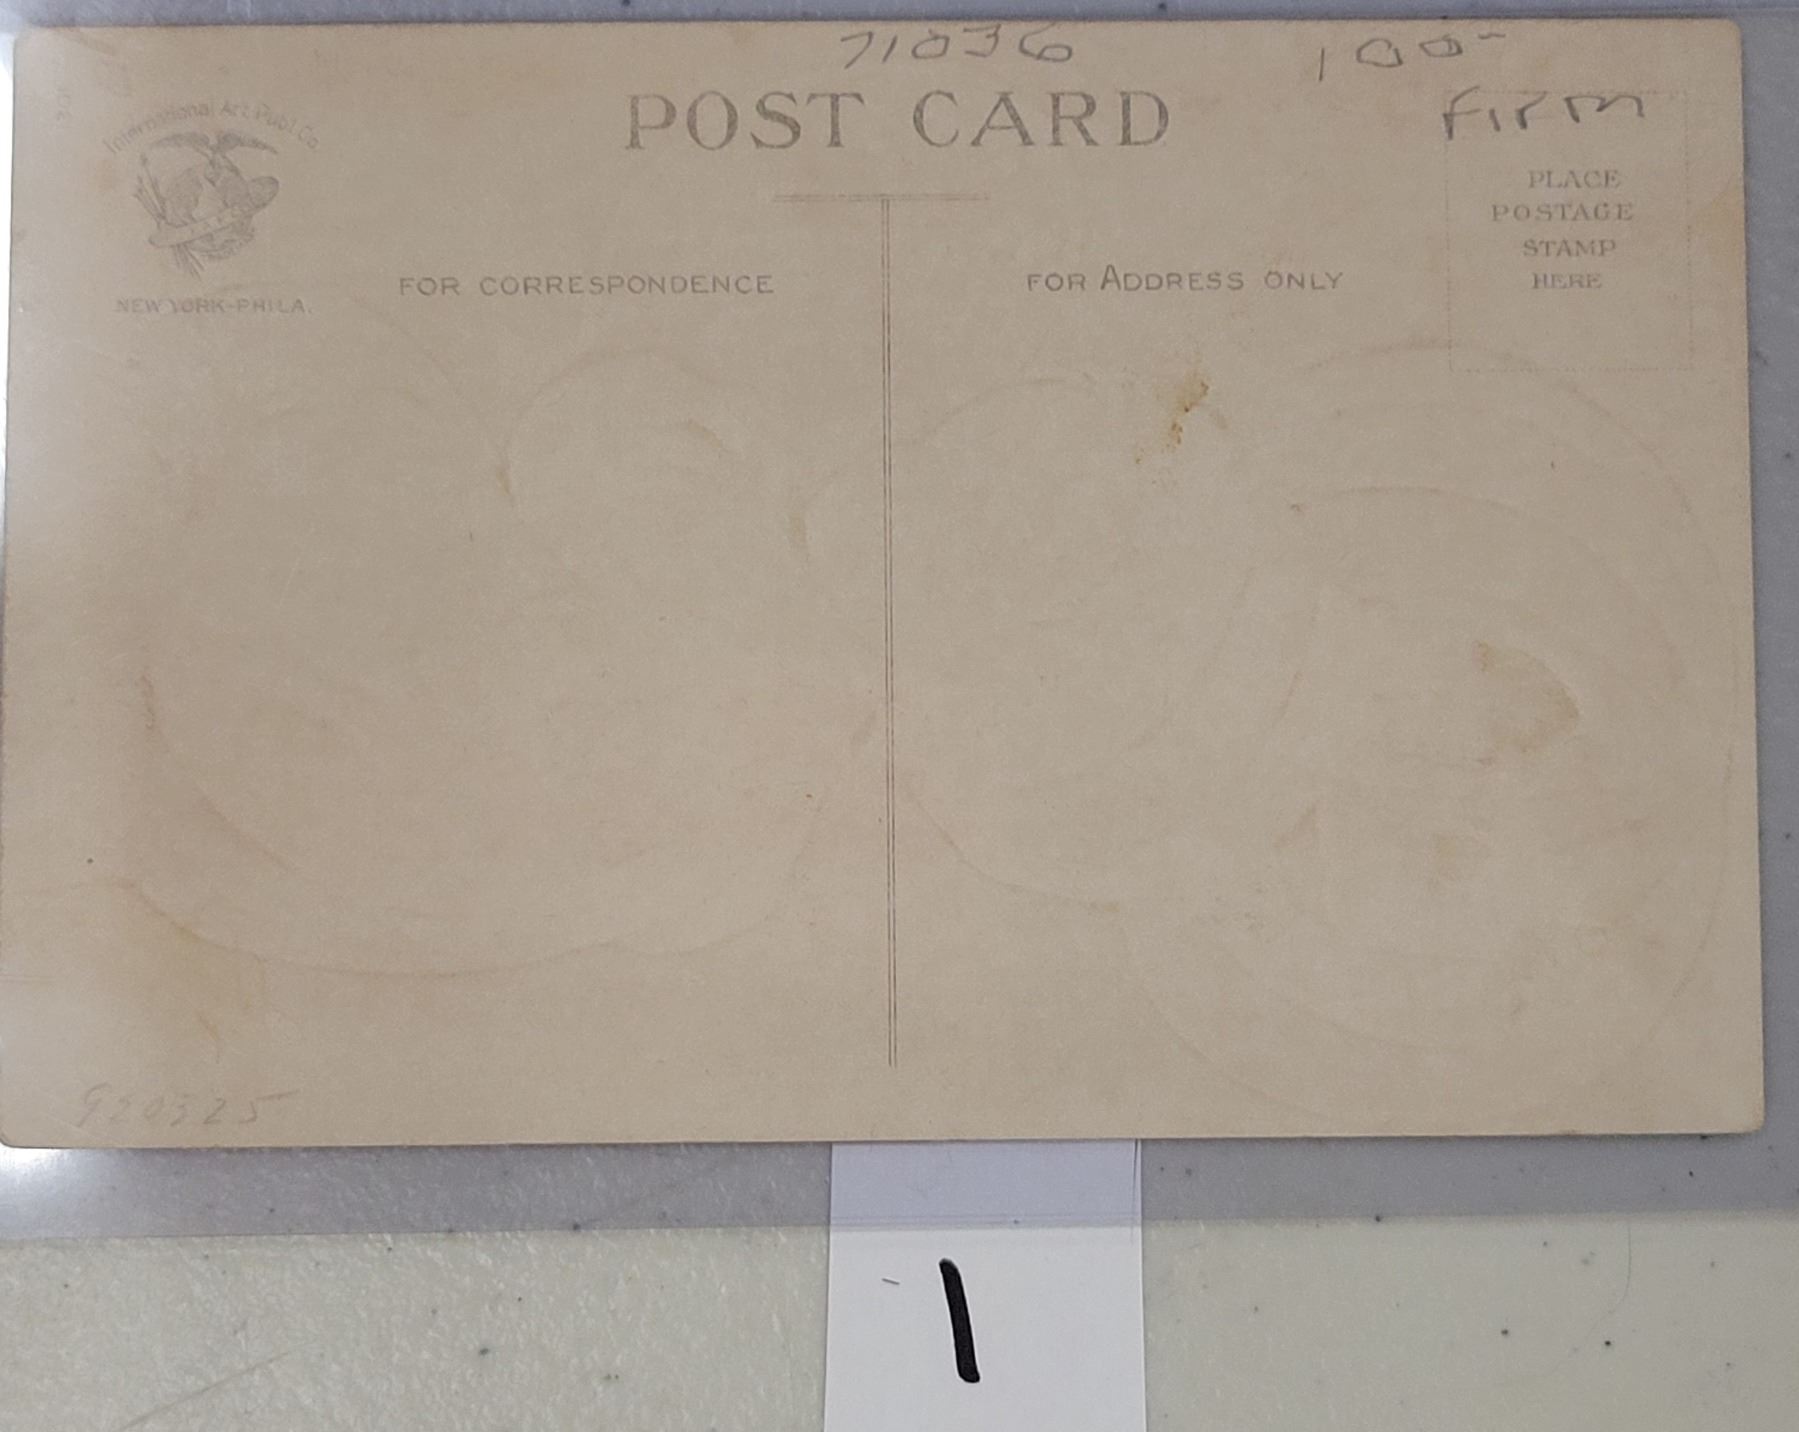 71036
100-
Firm
International Art Publ. Co.
POST CARD
PLACE
POSTAGE
STAMP
HERE
NEW YORK-PHILA.
FOR CORRESPONDENCE
FOR ADDRESS ONLY
920325
1